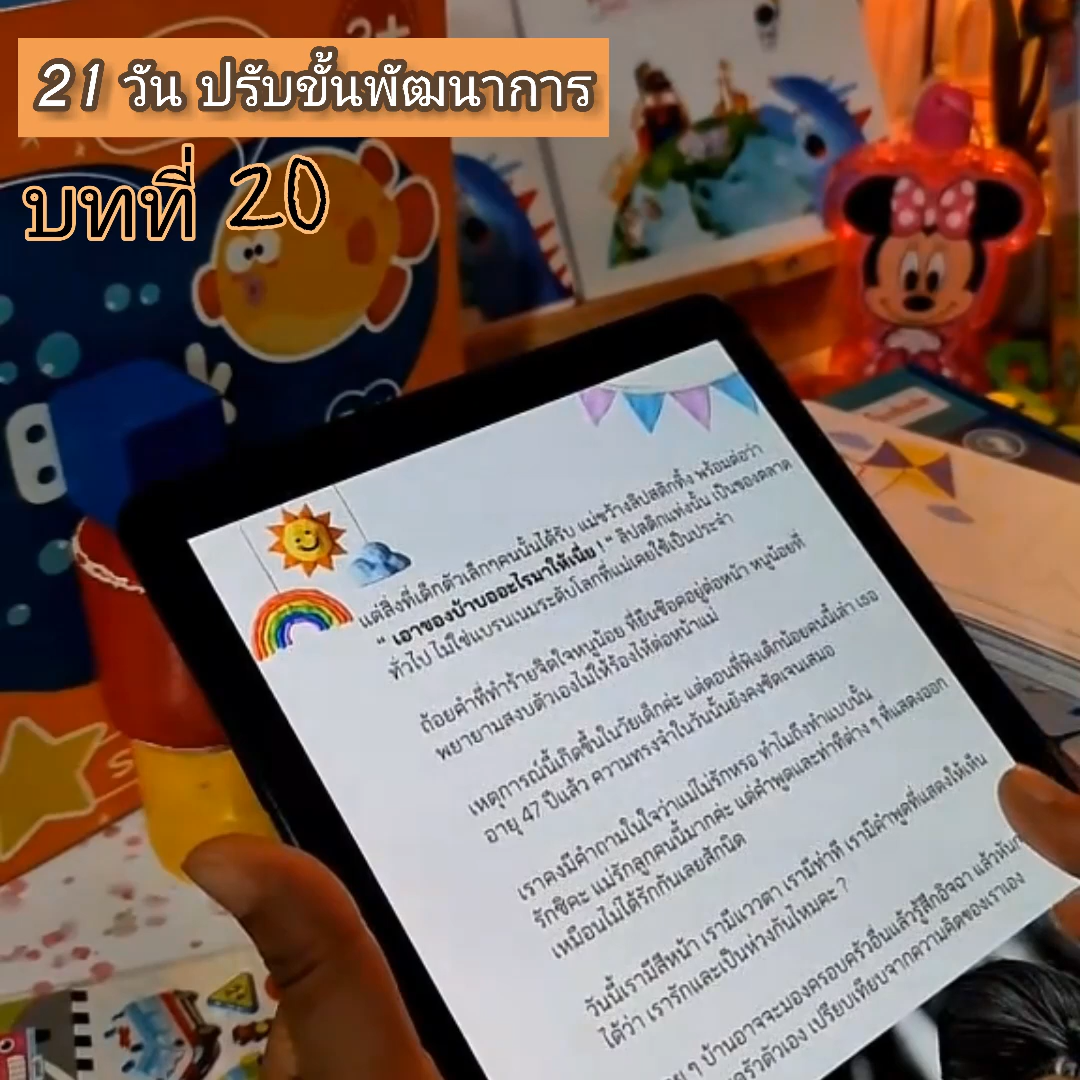 21 วัน ปรับขั้นพัฒนาการ
บทที่ 20
แต่สิ่งที่เด็กตัวเล็กๆคนนั้นได้รับ แม่ขว้างลิปสติกทิ้ง พร้อมต่อว่า
“ เอาของบ้าบออะไรมาให้เนี่ย ! “ ลิปสติกแท่งนั้น เป็นของตลาด
ทั่วไป ไม่ใช่แบรนเนมระดับโลกที่แม่เคยใช้เป็นประจำ
ถ้อยคำที่ทำร้ายจิตใจหนูน้อย ที่ยืนช็อคอยู่ต่อหน้า หนูน้อยที่
พยายามสงบตัวเองไม่ให้ร้องไห้ต่อหน้าแม่
เหตุการณ์นี้เกิดขึ้นในวัยเด็กค่ะ แต่ตอนที่ฟังเด็กน้อยคนนี้เล่า เธอ
อายุ 47 ปีแล้ว ความทรงจำในวันนั้นยังคงชัดเจนเสมอ
เราคงมีคำถามในใจว่าแม่ไม่รักหรอ ทำไมถึงทำแบบนั้น
รักซิคะ แม่รักลูกคนนี้มากค่ะ แต่คำพูดและท่าทีต่าง ๆ ที่แสดงออก
เหมือนไม่ได้รักกันเลยสักนิด
วันนี้เรามีสีหน้า เรามีแววตา เรามีท่าที เรามีคำพูดที่แสดงให้เห็น
ได้ว่า เรารักและเป็นห่วงกันไหมคะ ?
ๆ บ้านอาจจะมองครอบครัวอื่นแล้วรู้สึกอิจฉา แล้วหันก
ครัวตัวเอง เปรียบเทียบจากความคิดของเราเอง